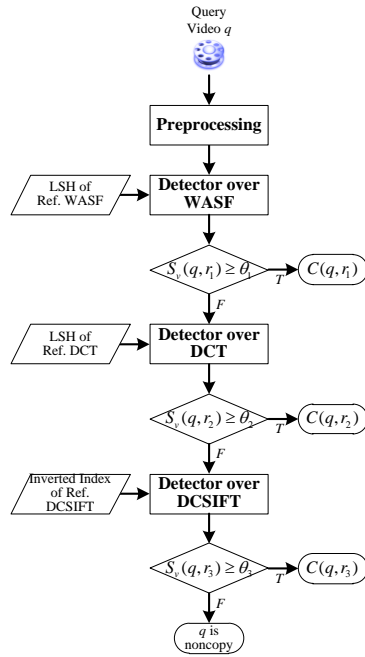 Query
Video q
Preprocessing
LSH of
Ref. WASF
Detector over
WASF
S_v(q,r_1) ≥ θ_1
T
C(q,r_1)
F
LSH of
Ref. DCT
Detector over
DCT
S_v(q,r_2) ≥ θ_2
T
C(q,r_2)
F
Inverted Index
of Ref.
DCSIFT
Detector over
DCSIFT
S_v(q,r_3) ≥ θ_3
T
C(q,r_3)
F
q is
noncopy